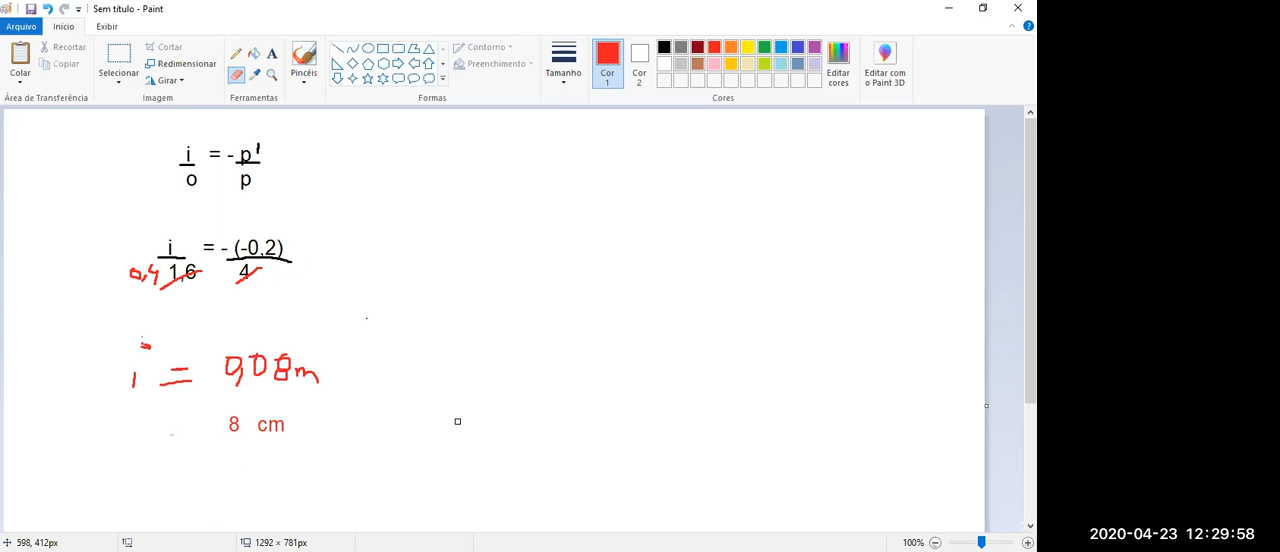 Sem título - Paint
Arquivo Início Exibir
Colar
Recortar
Copiar
Área de Transferência
Selecionar
Cortar
Redimensionar
Girar
Imagem
A
Ferramentas
Pincéis
Contorno
Preenchimento
Formas
Tamanho
Cor 1
Cor 2
Editar cores
Cores
Editar com o Paint 3D
i = - p'
o p
i = - (-0,2)
0,4 1,6 4
i = 0,08m
8 cm
598, 412px
1292 × 781px
100%
2020-04-23 12:29:58